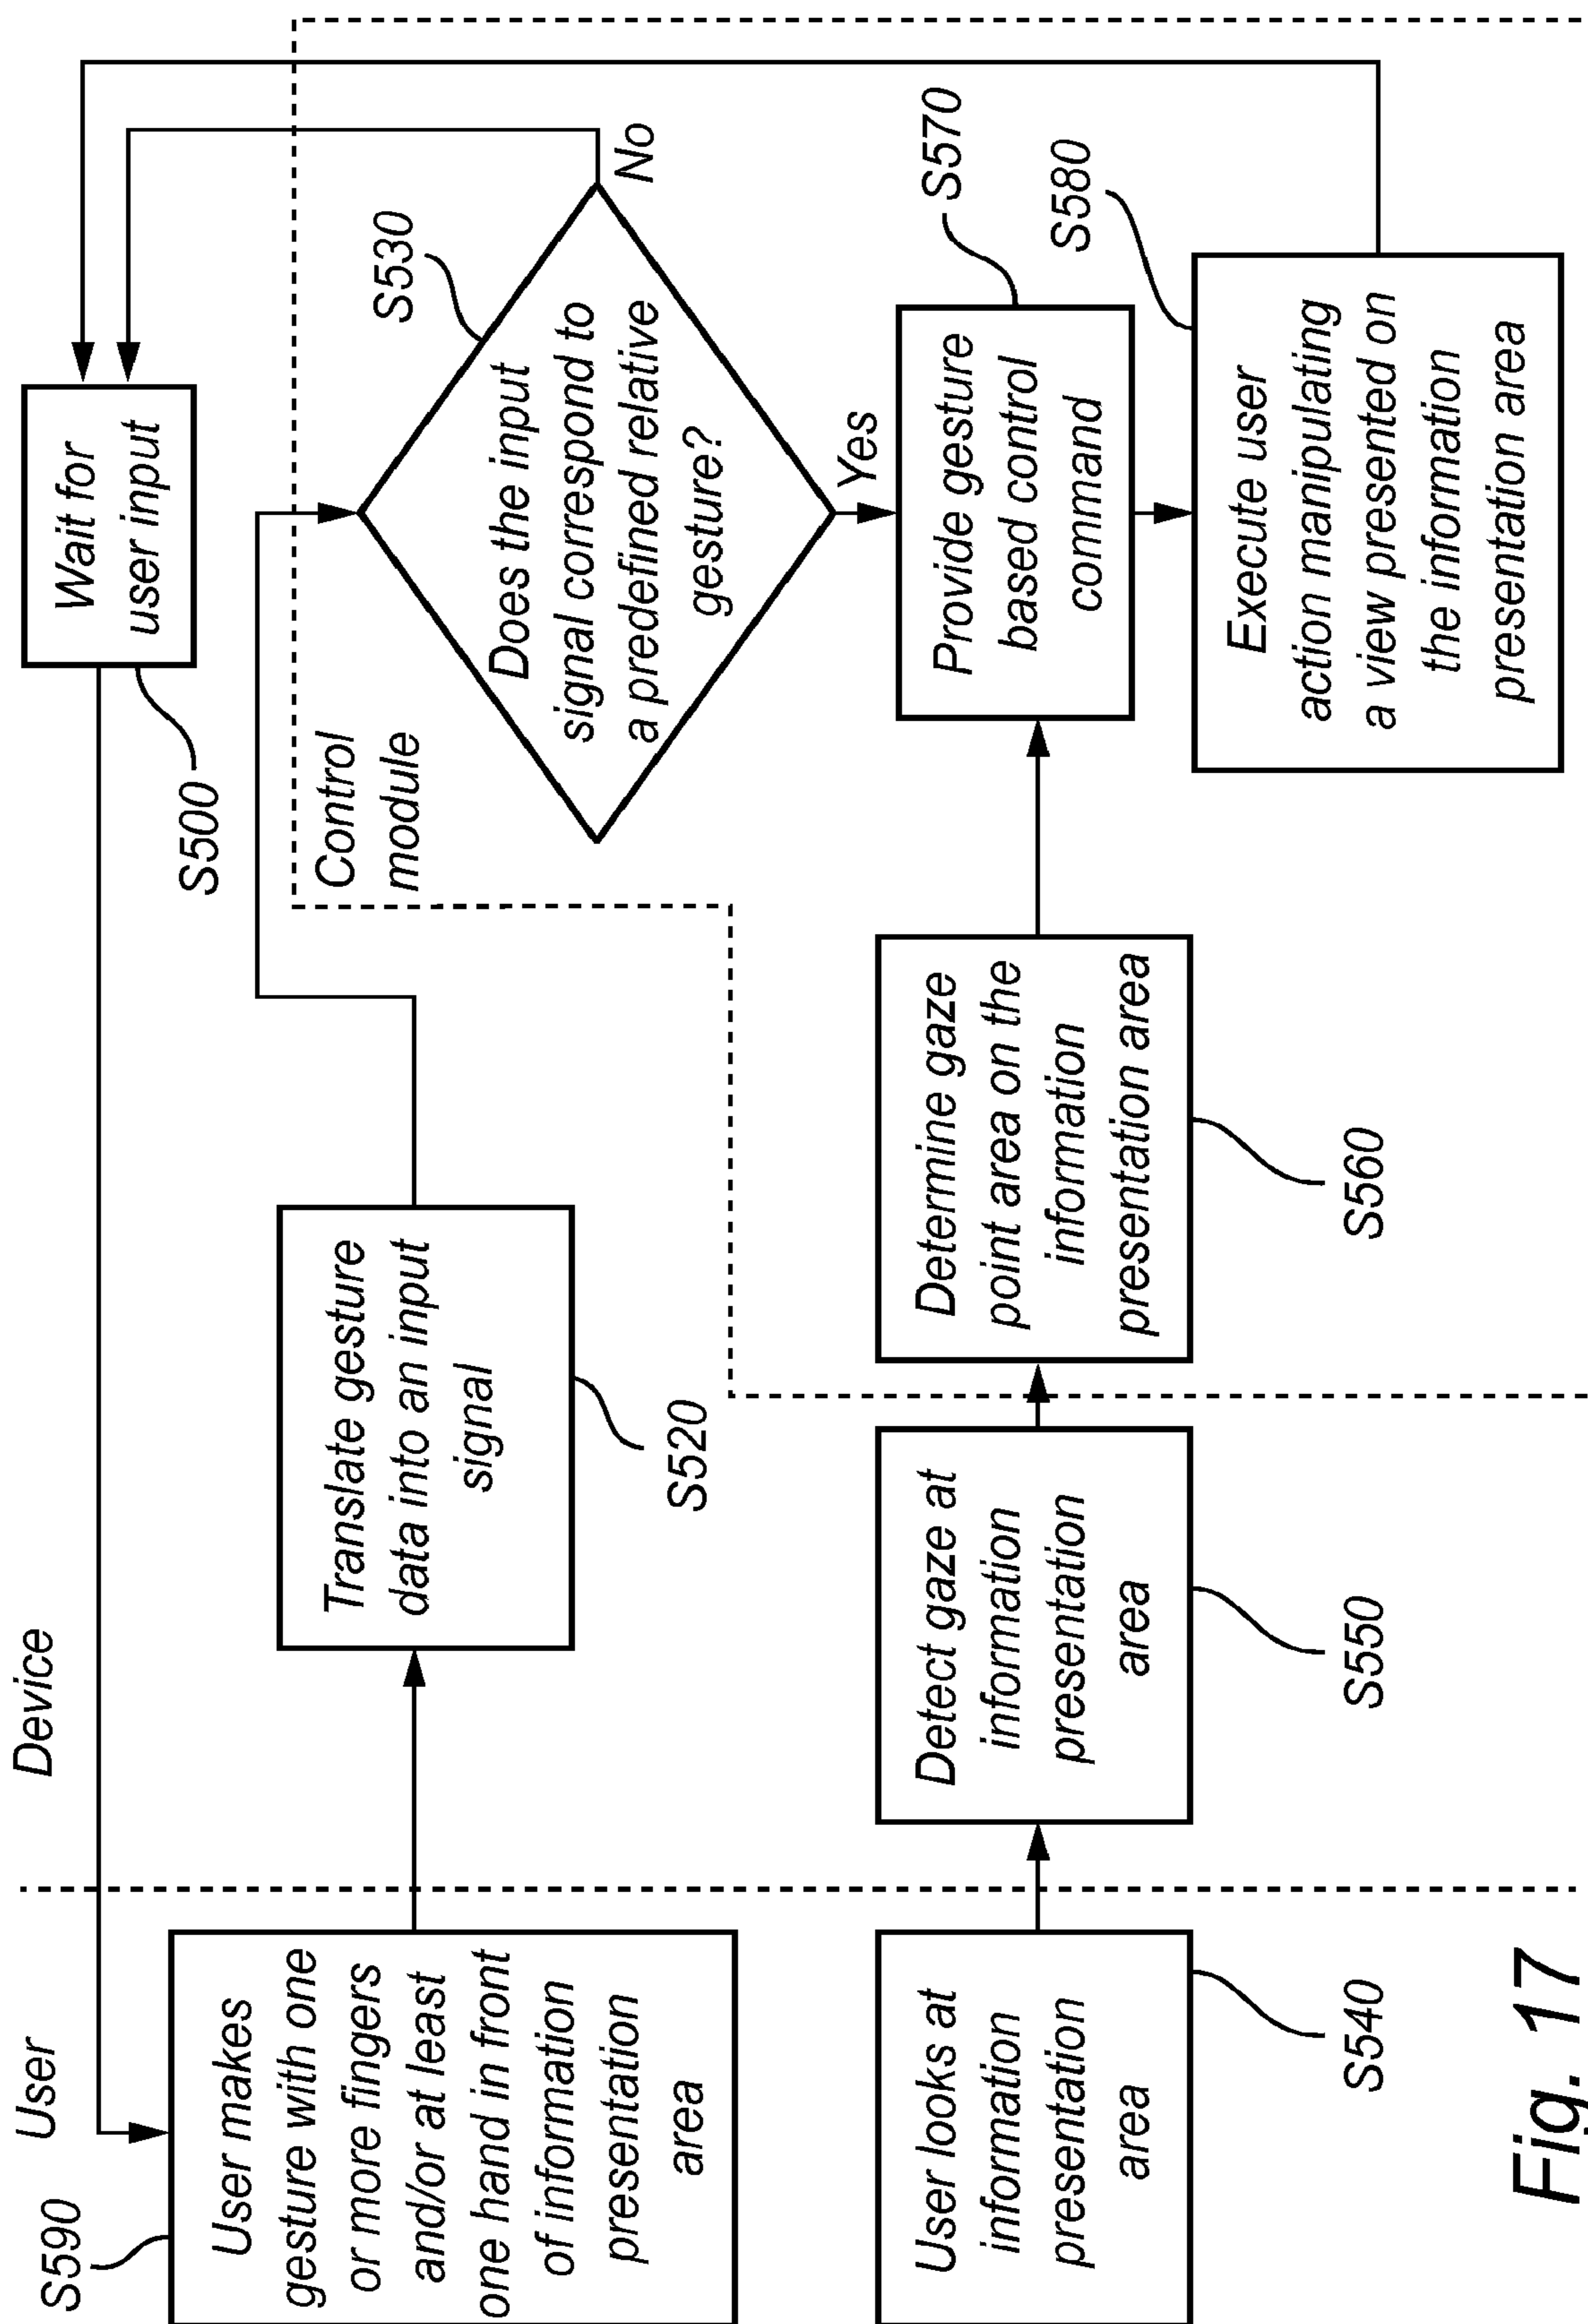 User
Device
S590
User makes
gesture with one
or more fingers
and/or at least
one hand in front
of information
presentation
area
Translate gesture
data into an input
signal
S520
Wait for
user input
S500
Control
module
Does the input
signal correspond to
a predefined relative
gesture?
S530
No
Yes
User looks at
information
presentation
area
S540
Detect gaze at
information
presentation
area
S550
Determine gaze
point area on the
information
presentation area
S560
Provide gesture
based control
command
S570
Execute user
action manipulating
a view presented on
the information
presentation area
S580
Fig. 17